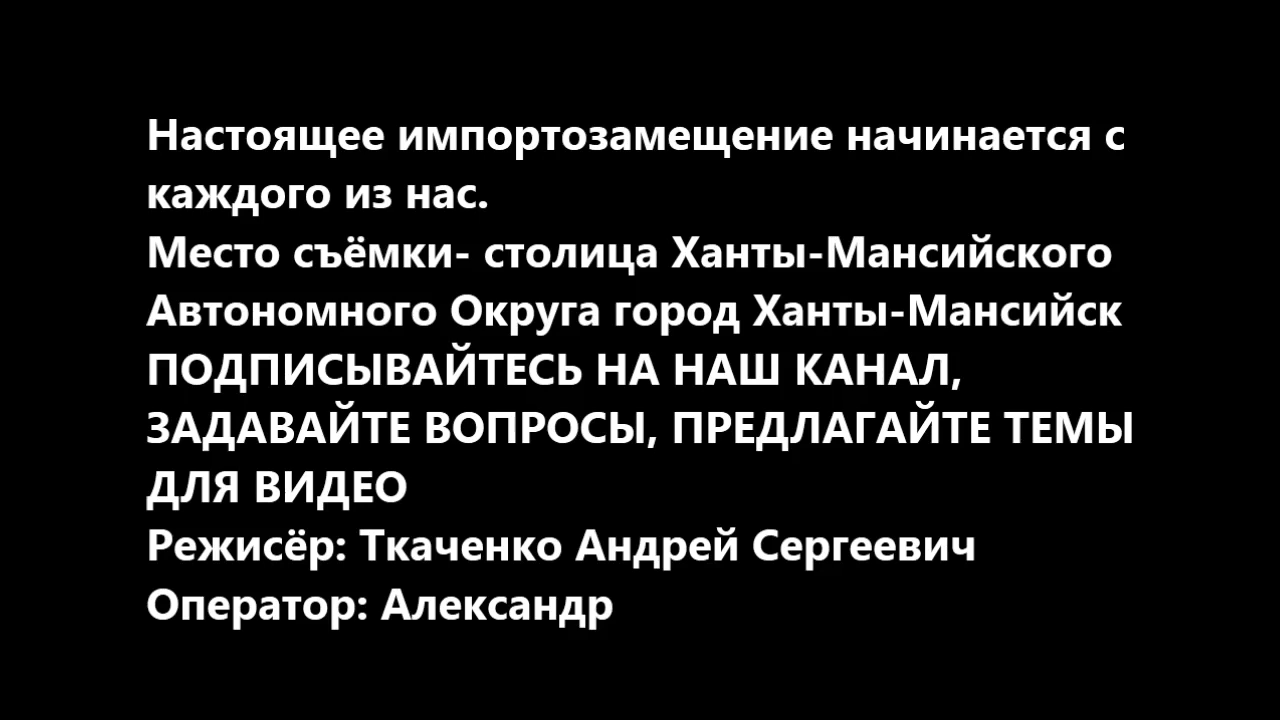 Настоящее импортозамещение начинается с
каждого из нас.
Место съёмки- столица Ханты-Мансийского
Автономного Округа город Ханты-Мансийск
ПОДПИСЫВАЙТЕСЬ НА НАШ КАНАЛ,
ЗАДАВАЙТЕ ВОПРОСЫ, ПРЕДЛАГАЙТЕ ТЕМЫ
ДЛЯ ВИДЕО
Режисёр: Ткаченко Андрей Сергеевич
Оператор: Александр